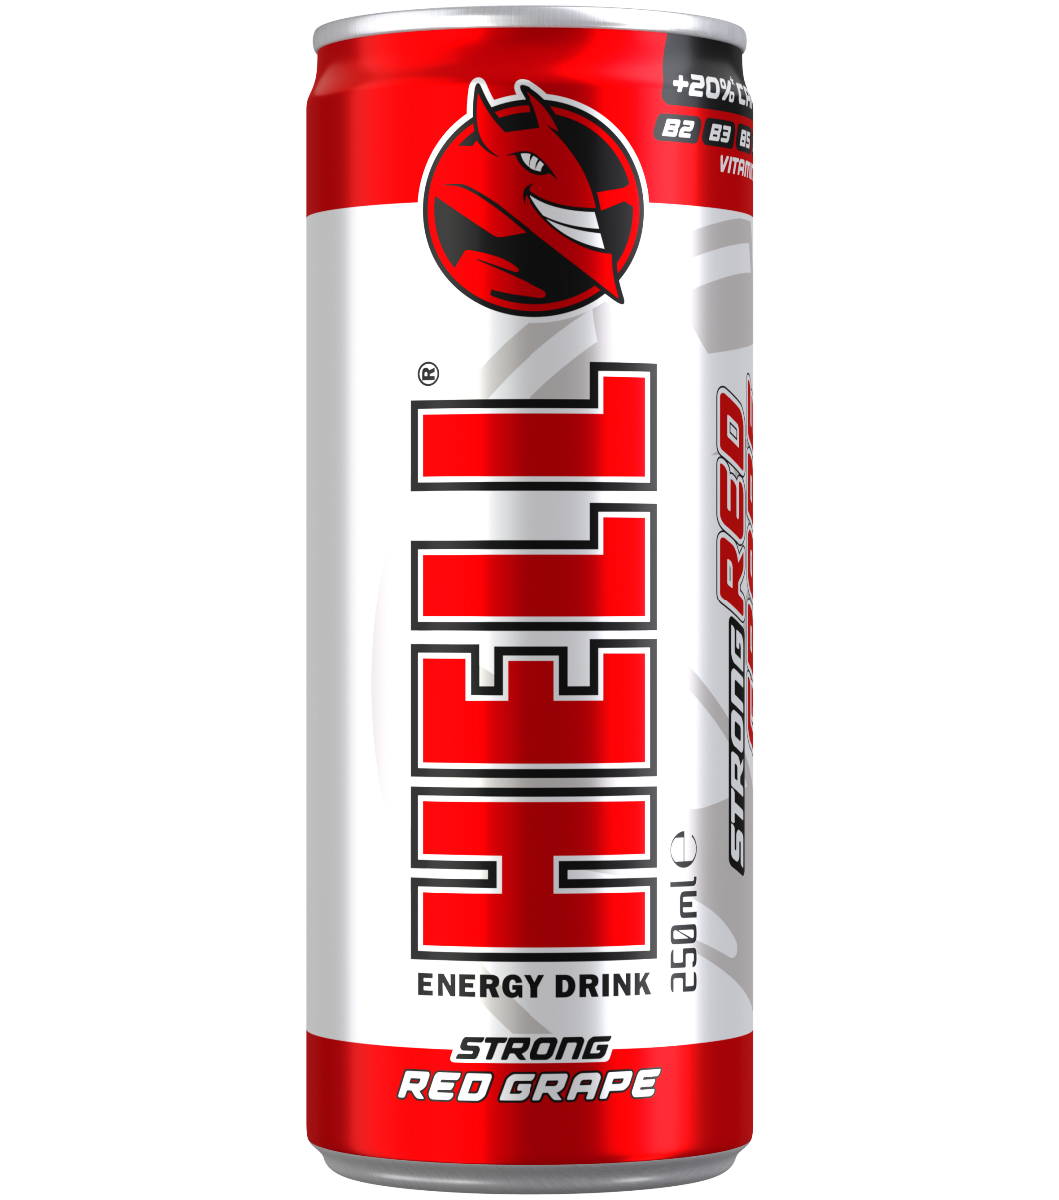 +20%
B2 B3 B5
HELL®
ENERGY DRINK
250ml e
STRONG RED
STRONG
RED GRAPE